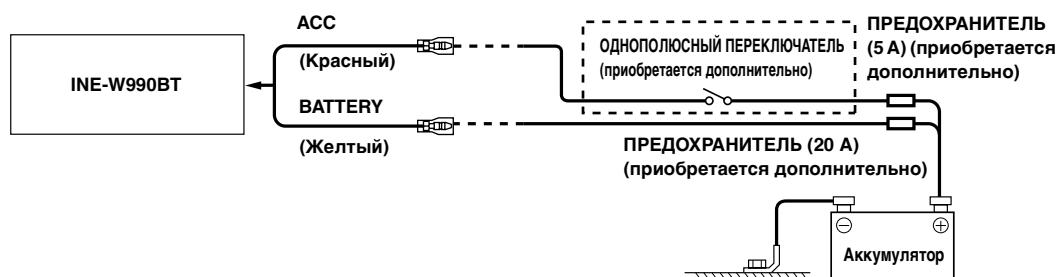 ACC
(Красный)
INE-W990BT
BATTERY
(Желтый)
ОДНОПОЛЮСНЫЙ ПЕРЕКЛЮЧАТЕЛЬ
(приобретается дополнительно)
ПРЕДОХРАНИТЕЛЬ
(5 А) (приобретается
дополнительно)
ПРЕДОХРАНИТЕЛЬ (20 А)
(приобретается дополнительно)
Аккумулятор